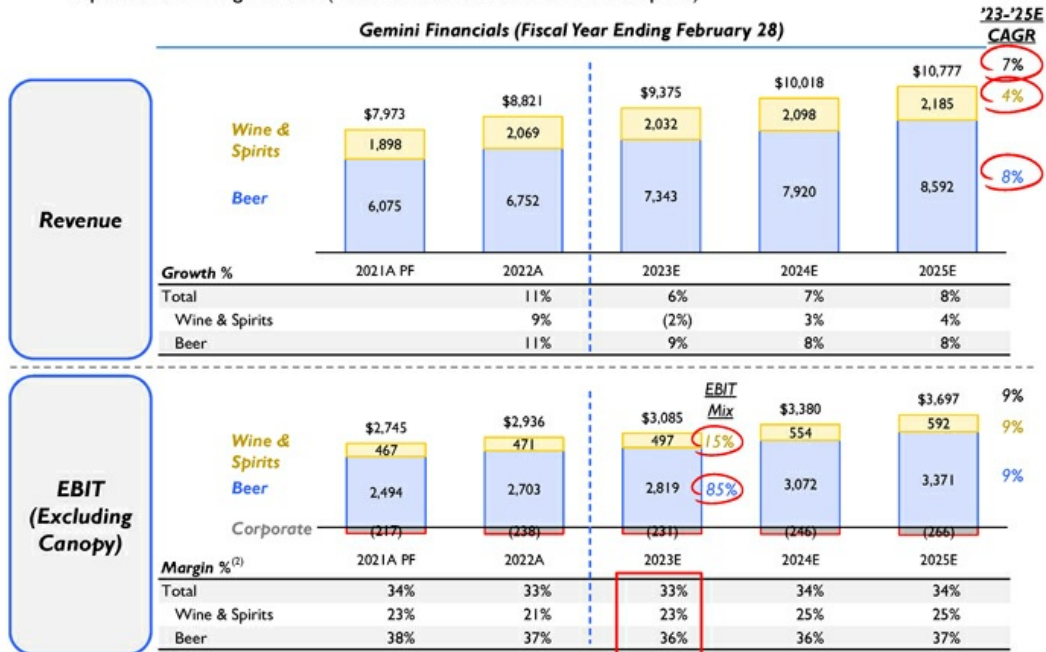 Gemini Financials (Fiscal Year Ending February 28)
'23-'25E
CAGR
Revenue
Wine &
Spirits
Beer
$7,973
1,898
6,075
$8,821
2,069
6,752
$9,375
2,032
7,343
$10,018
2,098
7,920
$10,777
2,185
8,592
7%
4%
8%
Growth % 2021A PF 2022A 2023E 2024E 2025E
Total 11% 6% 7% 8%
Wine & Spirits 9% (2%) 3% 4%
Beer 11% 9% 8% 8%
EBIT
(Excluding
Canopy)
Wine &
Spirits
Beer
Corporate
$2,745
467
2,494
(217)
$2,936
471
2,703
(238)
$3,085
497
2,819
(231)
EBIT
Mix
15%
85%
$3,380
554
3,072
(246)
$3,697
592
3,371
(266)
9%
9%
9%
Margin %(2) 2021A PF 2022A 2023E 2024E 2025E
Total 34% 33% 33% 34% 34%
Wine & Spirits 23% 21% 23% 25% 25%
Beer 38% 37% 36% 36% 37%